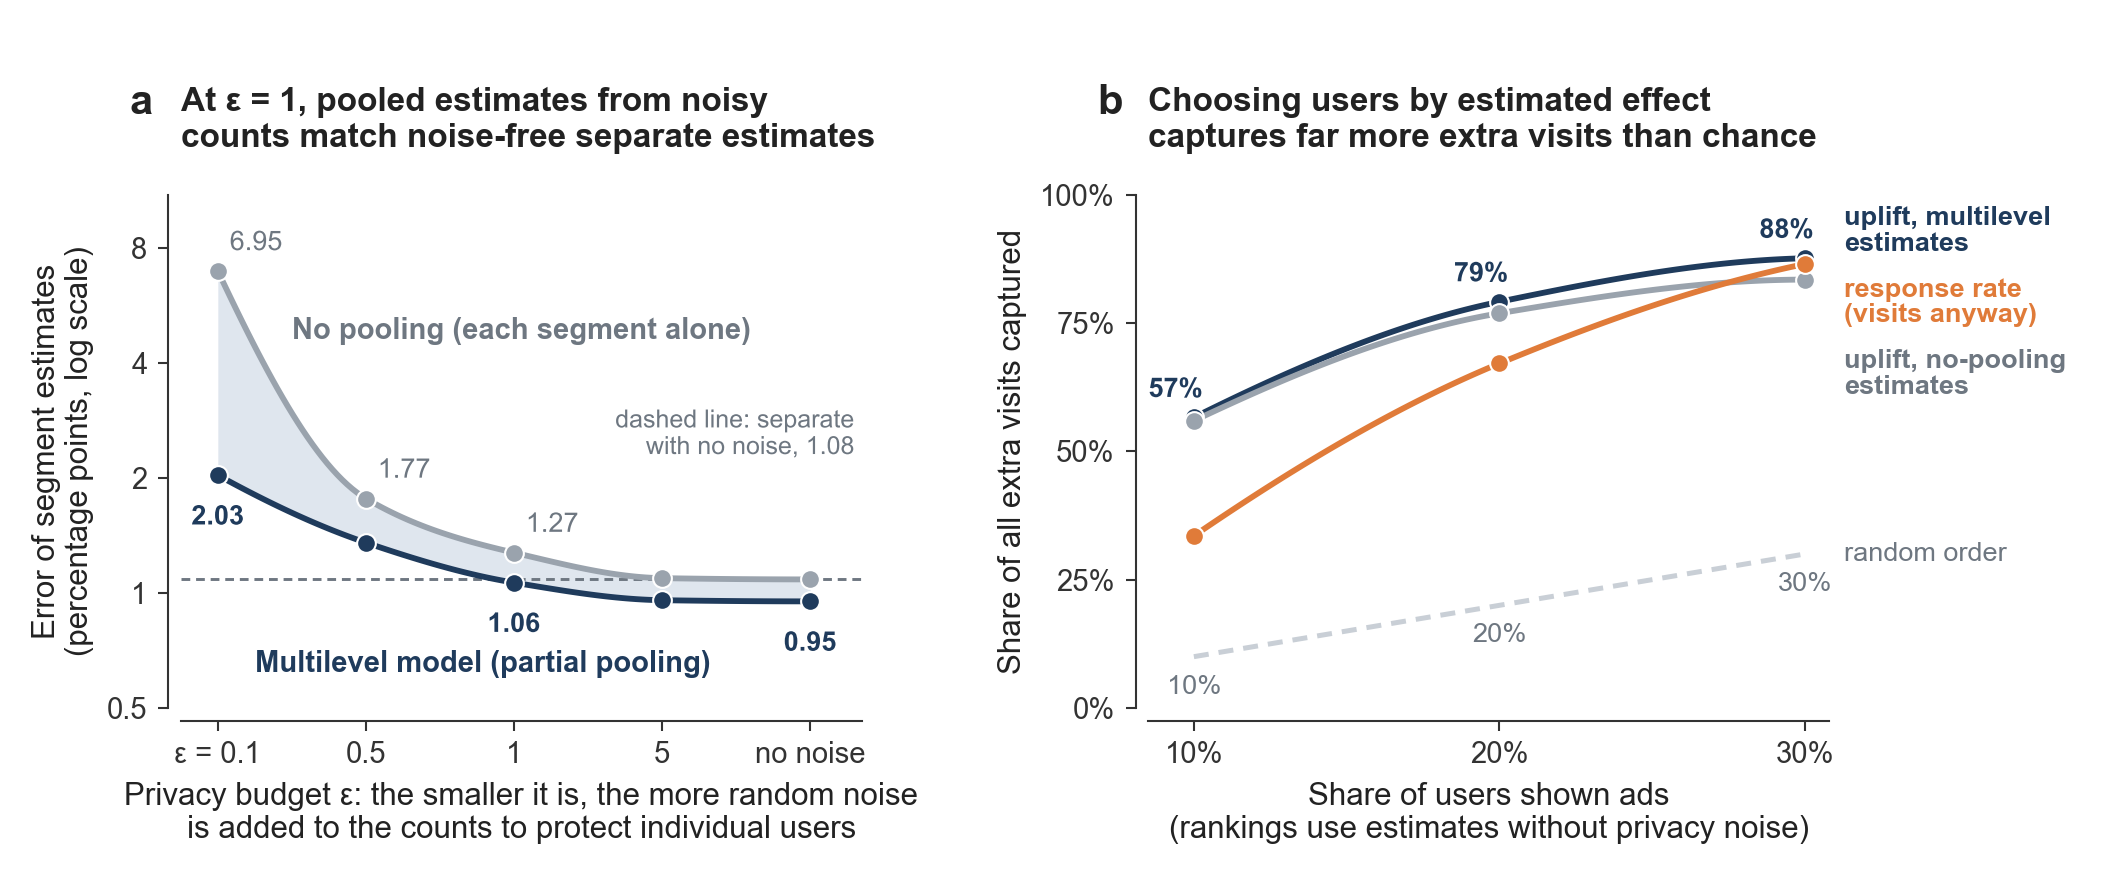 a
At ε = 1, pooled estimates from noisy
counts match noise-free separate estimates
Error of segment estimates
(percentage points, log scale)
8
4
2
1
0.5
6.95
No pooling (each segment alone)
dashed line: separate
with no noise, 1.08
1.77
2.03
1.27
1.06
0.95
Multilevel model (partial pooling)
ε = 0.1
0.5
1
5
no noise
Privacy budget ε: the smaller it is, the more random noise
is added to the counts to protect individual users
b
Choosing users by estimated effect
captures far more extra visits than chance
Share of all extra visits captured
100%
75%
50%
25%
0%
57%
79%
88%
uplift, multilevel
estimates
response rate
(visits anyway)
uplift, no-pooling
estimates
random order
30%
20%
10%
10%
20%
30%
Share of users shown ads
(rankings use estimates without privacy noise)